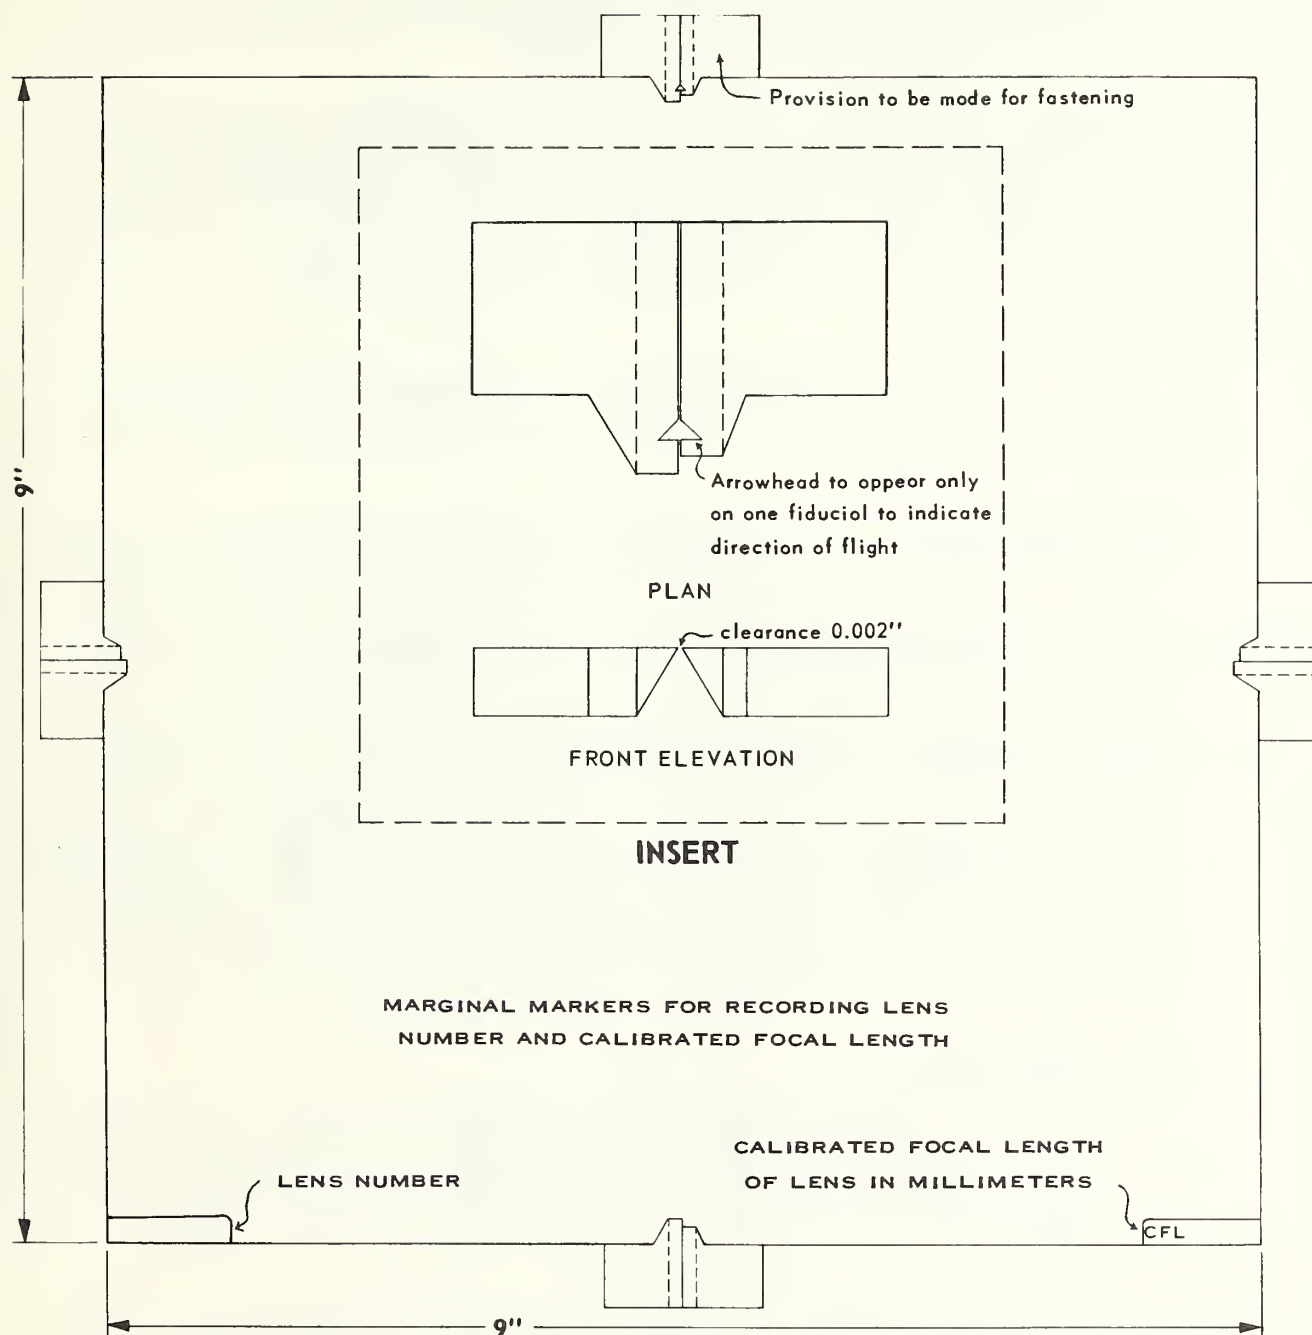 Provision to be mode for fastening
9"
Arrowhead to oppeor only
on one fiduciol to indicate
direction of flight
PLAN
clearance 0.002"
FRONT ELEVATION
INSERT
MARGINAL MARKERS FOR RECORDING LENS
NUMBER AND CALIBRATED FOCAL LENGTH
LENS NUMBER
CALIBRATED FOCAL LENGTH
OF LENS IN MILLIMETERS
CFL
9"